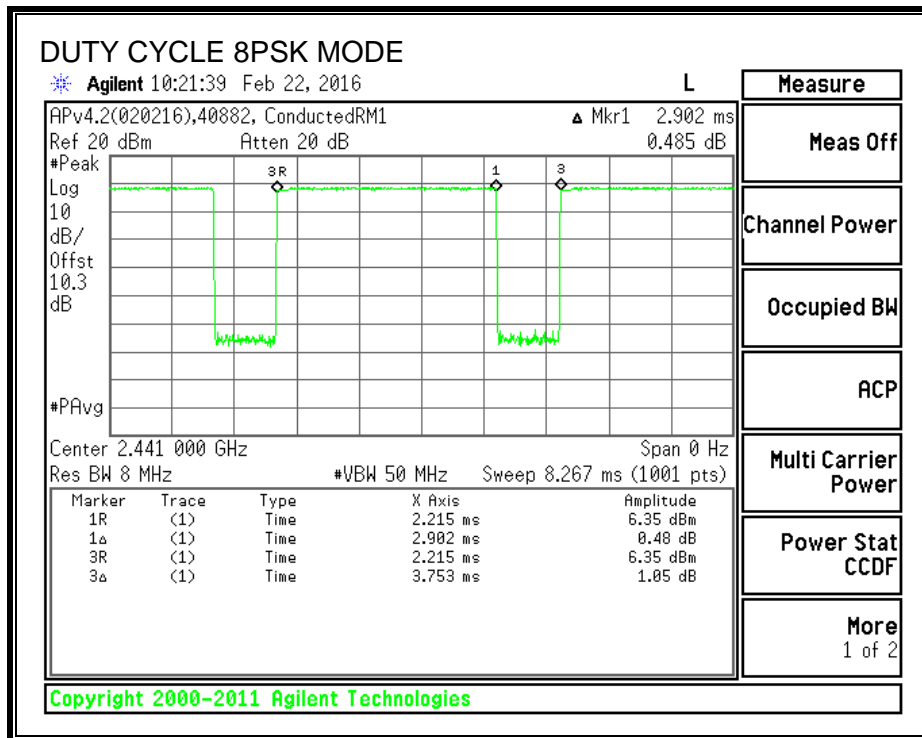 DUTY CYCLE 8PSK MODE
Agilent 10:21:39 Feb 22, 2016 L
Measure
APv4.2(020216),40882, ConductedRM1 Δ Mkr1 2.902 ms
Ref 20 dBm Atten 20 dB 0.485 dB
Meas Off
#Peak
Log
10
dB/
Offst
10.3
dB
#PAvg
3R 1 3
Channel Power
Occupied BW
ACP
Center 2.441 000 GHz Span 0 Hz
Res BW 8 MHz #VBW 50 MHz Sweep 8.267 ms (1001 pts)
Multi Carrier
Power
Marker Trace Type X Axis Amplitude
1R (1) Time 2.215 ms 6.35 dBm
1Δ (1) Time 2.902 ms 0.48 dB
3R (1) Time 2.215 ms 6.35 dBm
3Δ (1) Time 3.753 ms 1.05 dB
Power Stat
CCDF
More
1 of 2
Copyright 2000-2011 Agilent Technologies